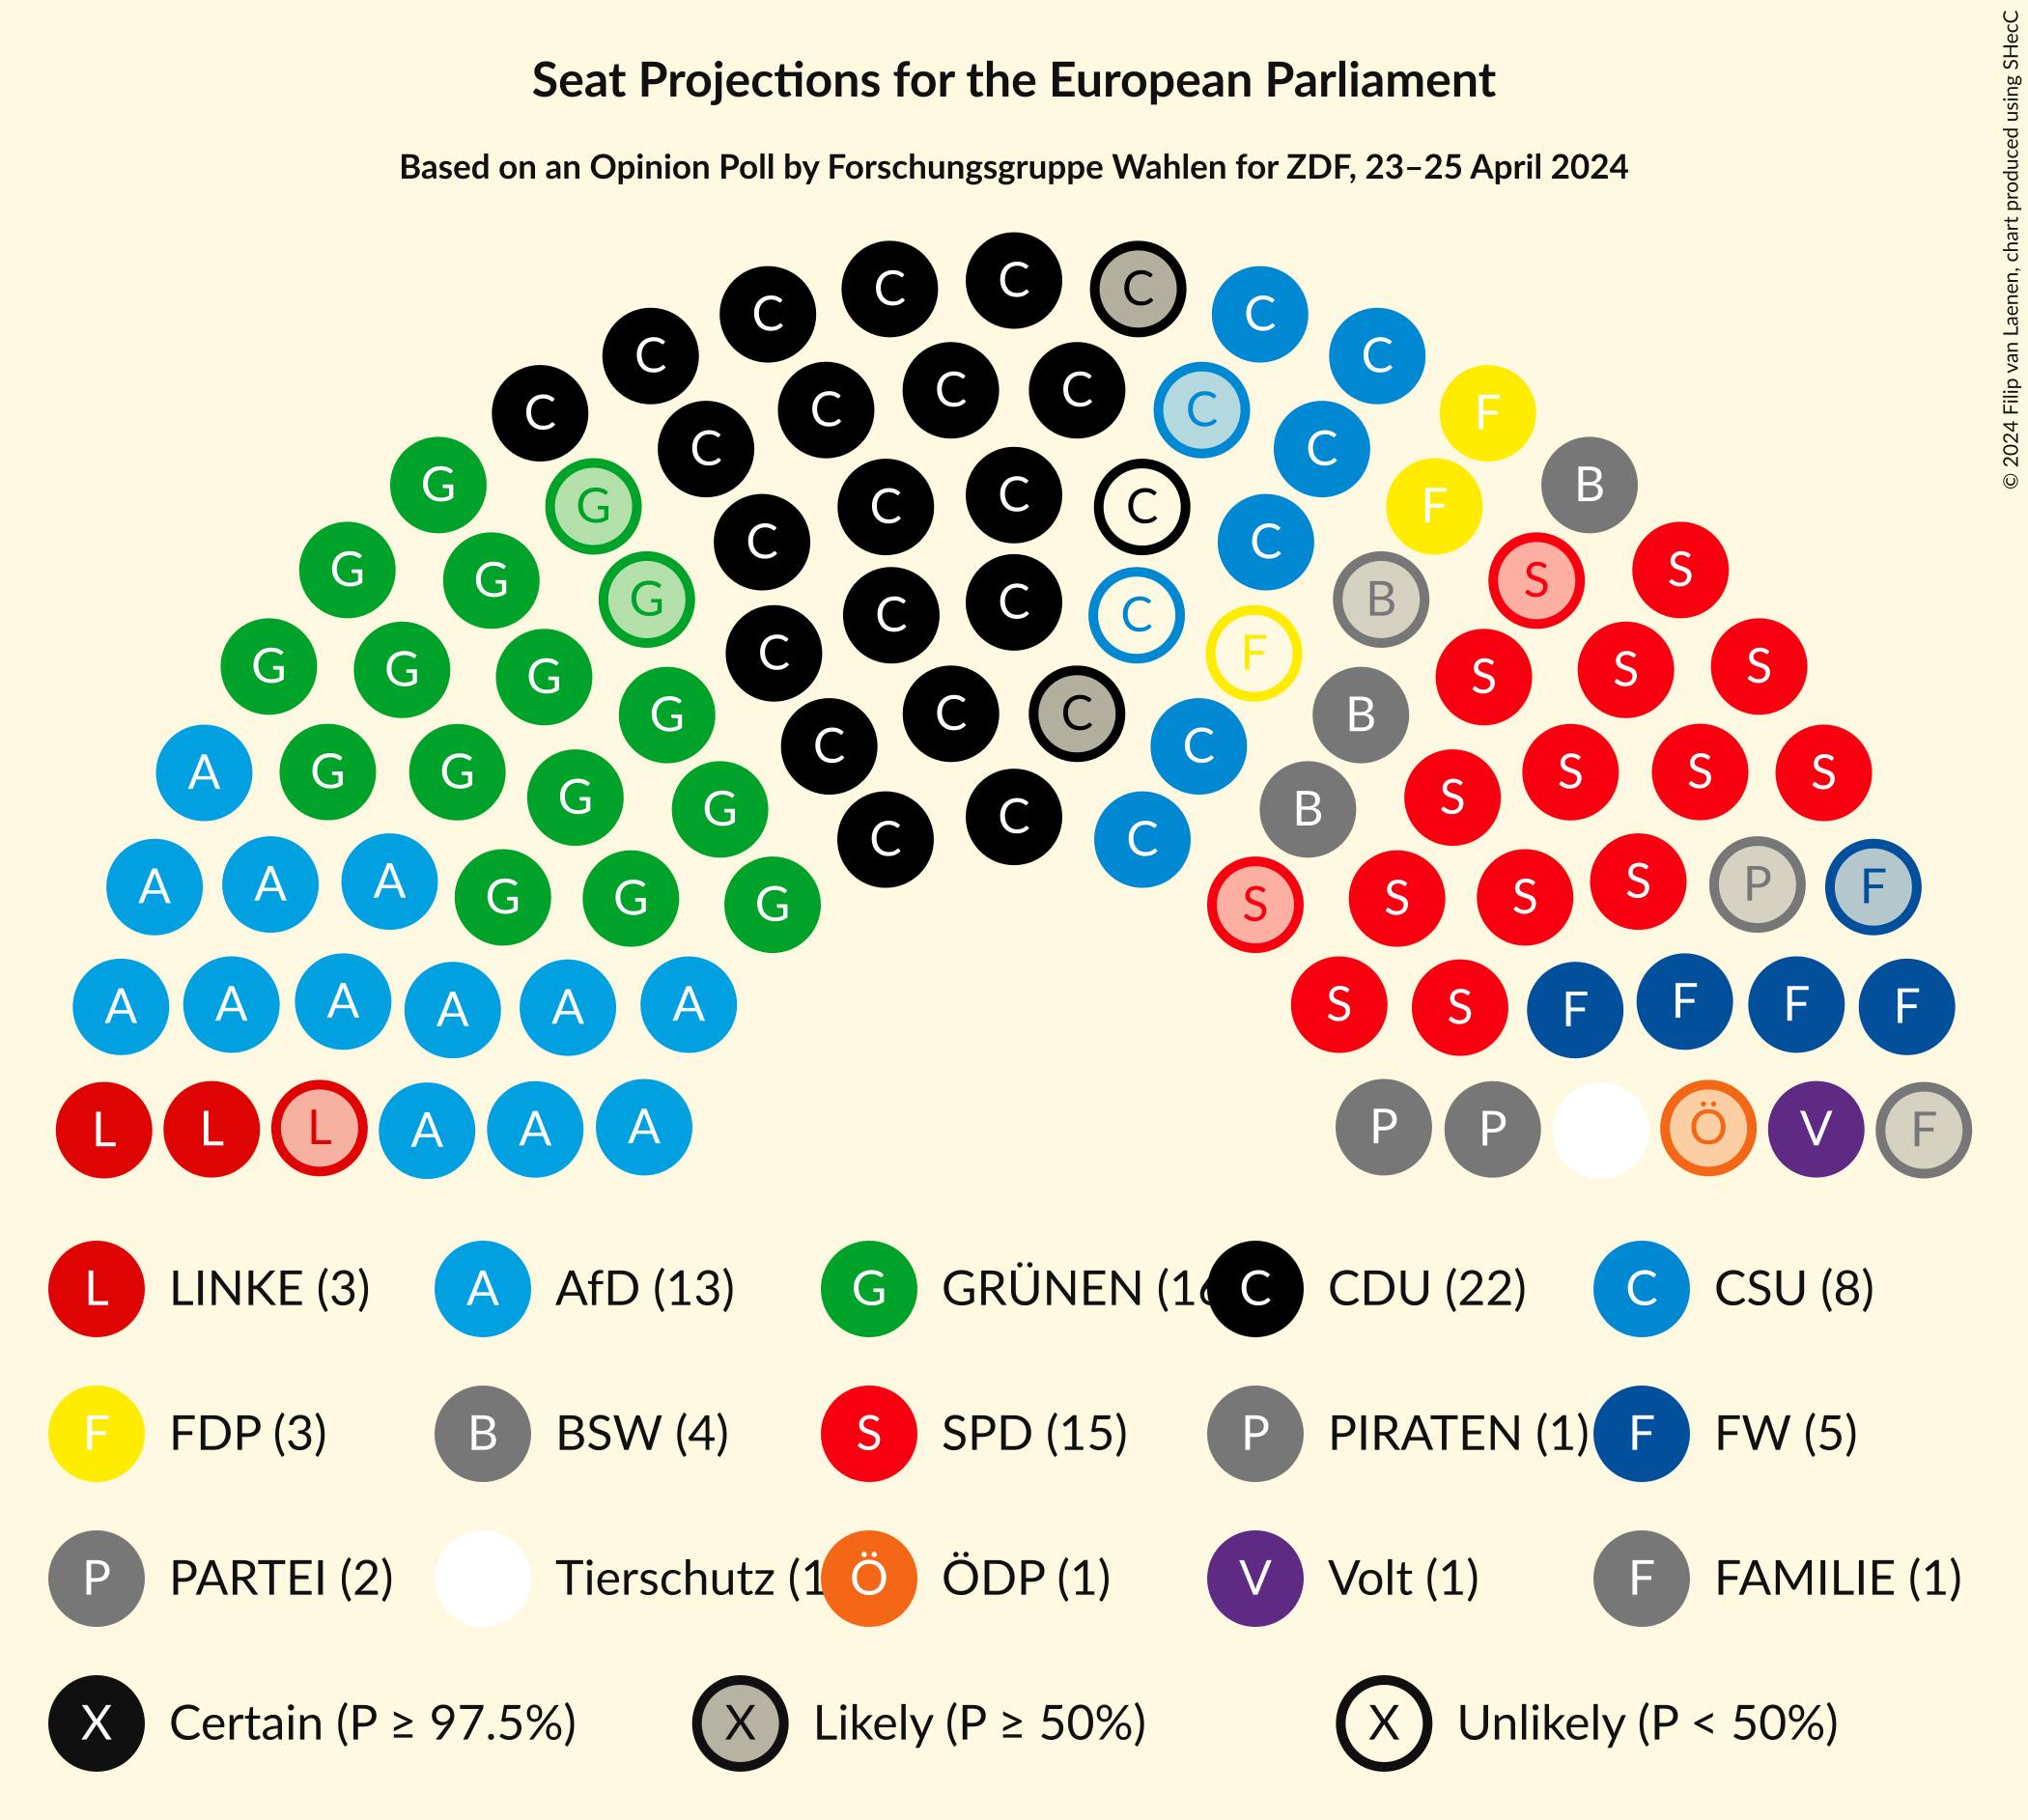 Seat Projections for the European Parliament
Based on an Opinion Poll by Forschungsgruppe Wahlen for ZDF, 23–25 April 2024
© 2024 Filip van Laenen, chart produced using SHecC
C C C C C C C C
C C C C C C F
G G C C C C C F B
G G G C C C C F B S S
G G G G C C C C B S S S
A G G G G C C C B S S S S
A A A G G G S S S S P F
A A A A A A S S F F F F
L L L A A A P P Ö V F
L LINKE (3) A AfD (13) G GRÜNEN C CDU (22) C CSU (8)
F FDP (3) B BSW (4) S SPD (15) P PIRATEN (1) F FW (5)
P PARTEI (2) Tierschutz (1 Ö ÖDP (1) V Volt (1) F FAMILIE (1)
X Certain (P ≥ 97.5%) X Likely (P ≥ 50%) X Unlikely (P < 50%)